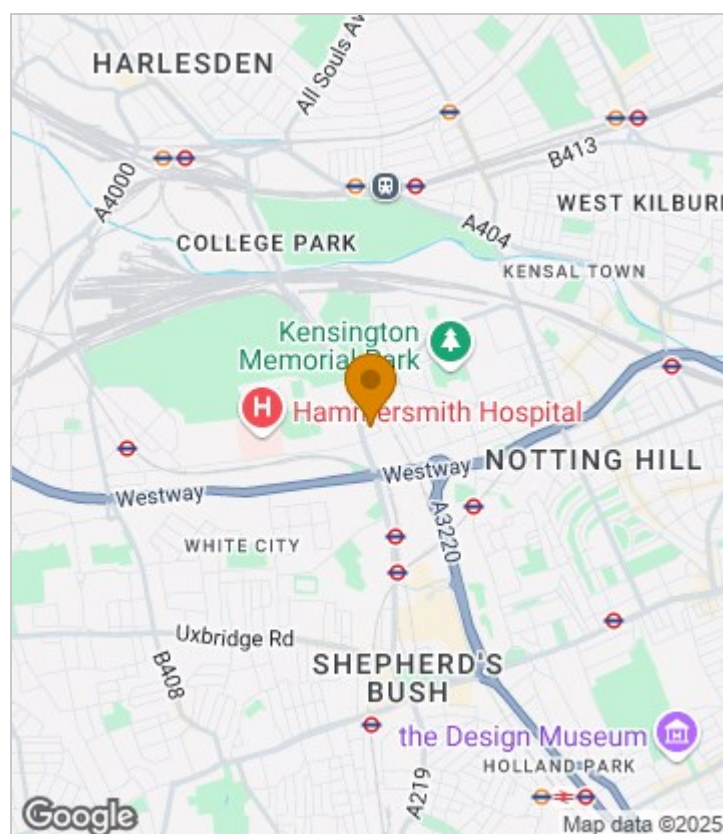 HARLESDEN
All Souls Av
A4000
B413
WEST KILBUR
COLLEGE PARK
A404
KENSAL TOWN
Kensington
Memorial Park
H
Hammersmith Hospital
Westway
Westway
NOTTING HILL
A3220
WHITE CITY
Uxbridge Rd
B408
SHEPHERD'S
BUSH
the Design Museum
HOLLAND PARK
A219
Google
Map data ©2025